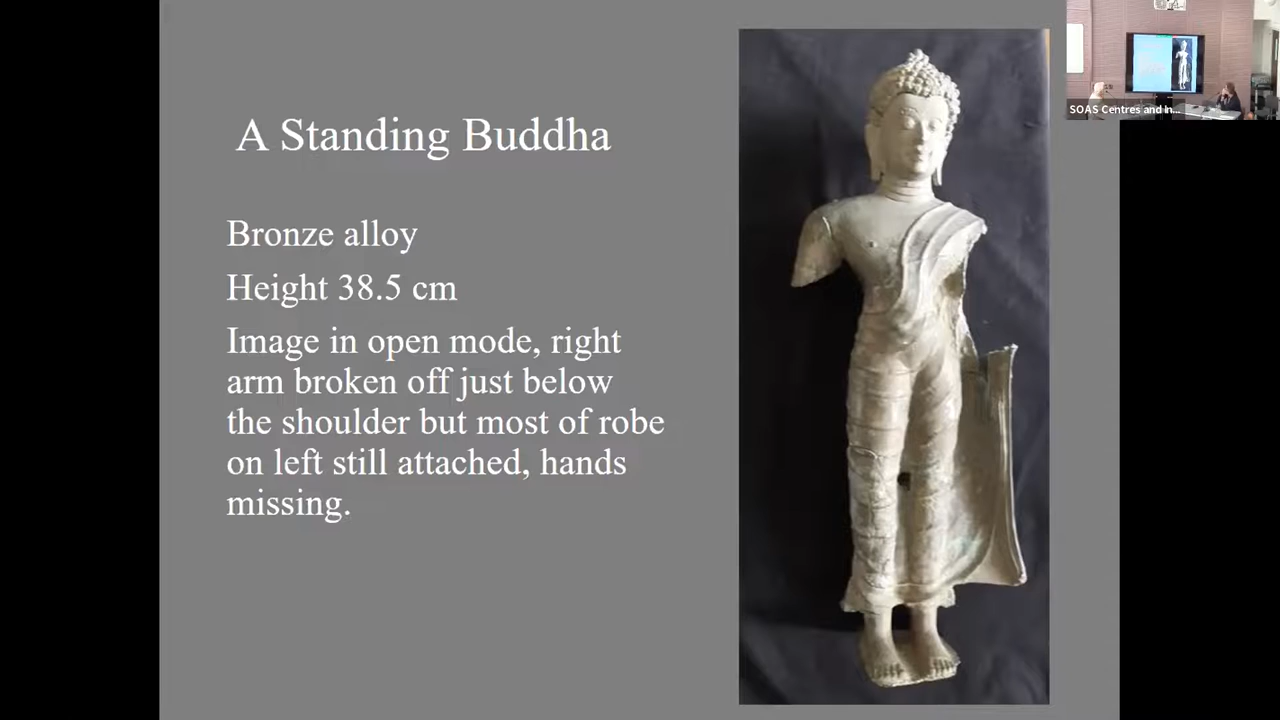 A Standing Buddha
Bronze alloy
Height 38.5 cm
Image in open mode, right
arm broken off just below
the shoulder but most of robe
on left still attached, hands
missing.
SOAS Centres and In...